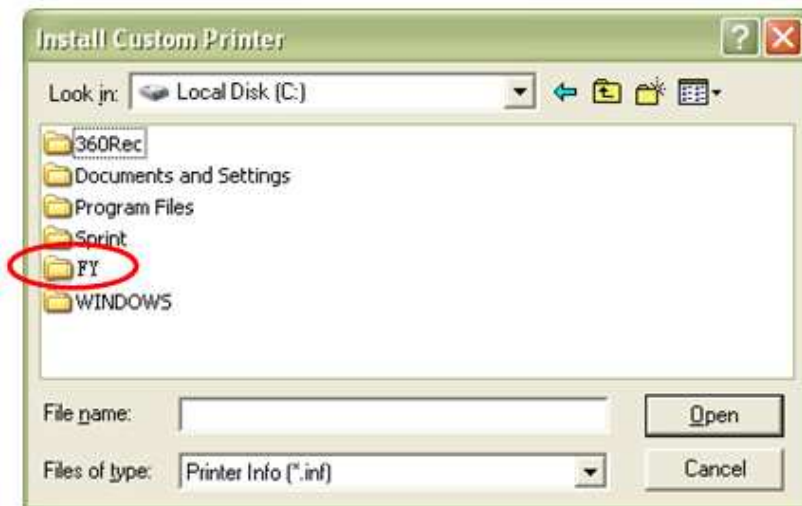 Install Custom Printer
Look in: Local Disk (C:)
360Rec
Documents and Settings
Program Files
Sprint
FY
WINDOWS
File name: Open
Files of type: Printer Info (*.inf) Cancel